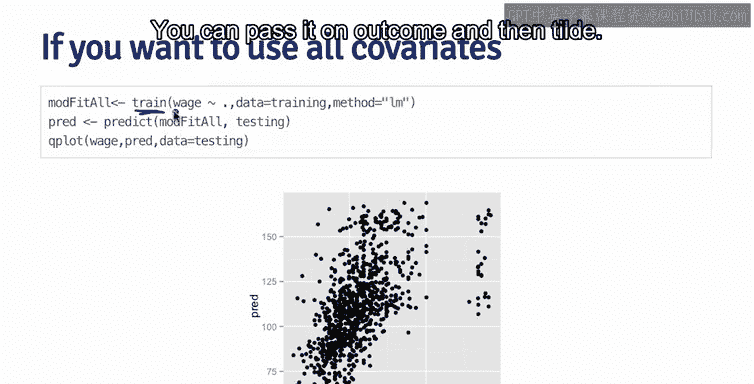 You can pass it on outcome and then tilde.
If you want to use all covariates
modFitAll<- train(wage ~ .,data=training,method="lm")
pred <- predict(modFitAll, testing)
qplot(wage,pred,data=testing)
150
125
pred
100
75